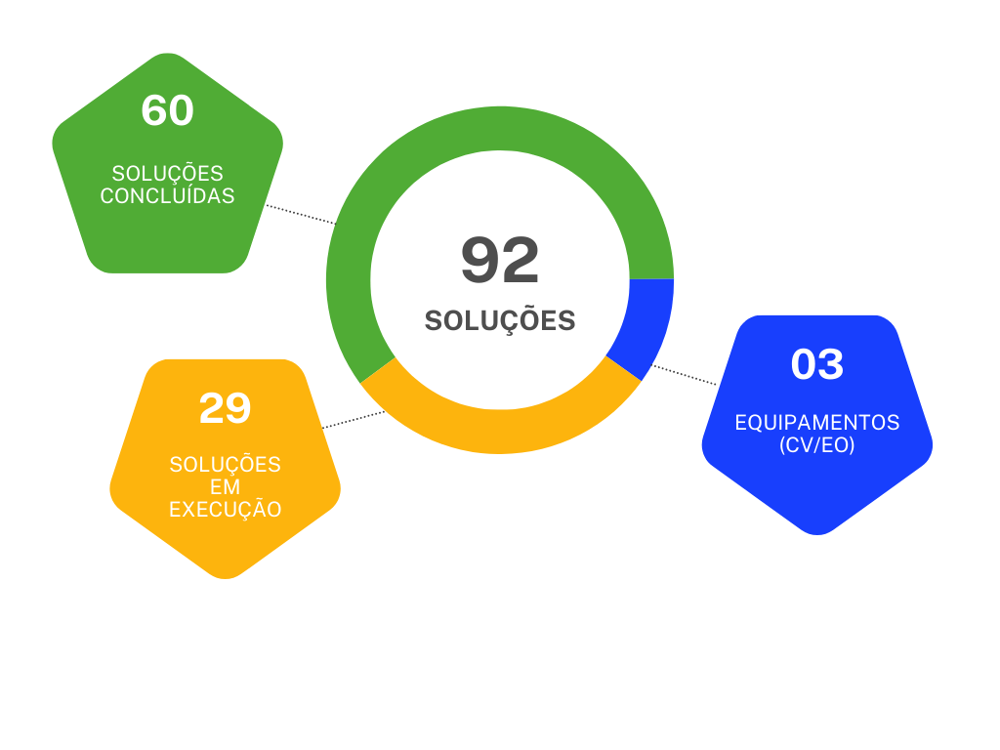 60
SOLUÇÕES
CONCLUÍDAS
92
SOLUÇÕES
03
EQUIPAMENTOS
(CV/EO)
29
SOLUÇÕES
EM
EXECUÇÃO